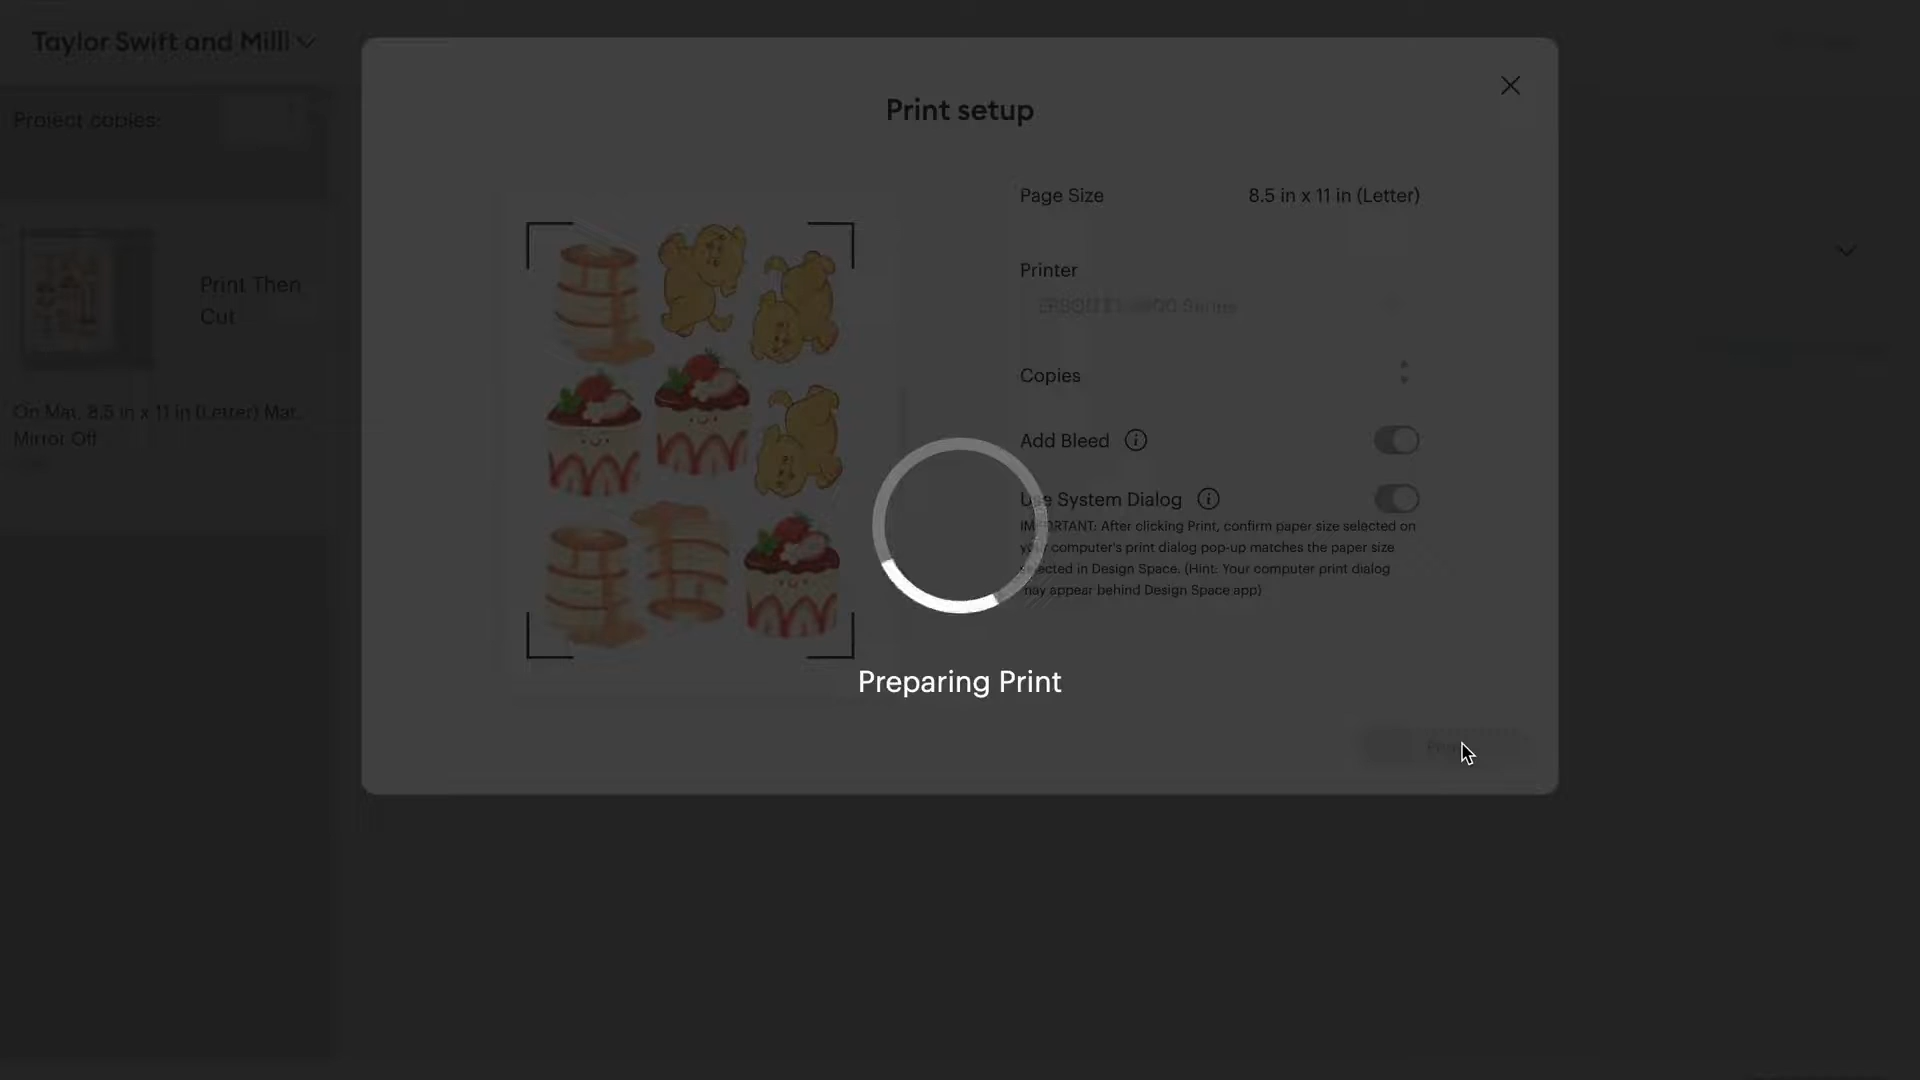 Taylor Swift and Milli
Project copies:
Print Then
Cut
On Mat, 8.5 in x 11 in (Letter) Mat,
Mirror Off
Print setup
Page Size
8.5 in x 11 in (Letter)
Printer
Series
Copies
Add Bleed
Use System Dialog
IMPORTANT: After clicking Print, confirm paper size selected on
your computer's print dialog pop-up matches the paper size
selected in Design Space. (Hint: Your computer print dialog
may appear behind Design Space app)
Preparing Print